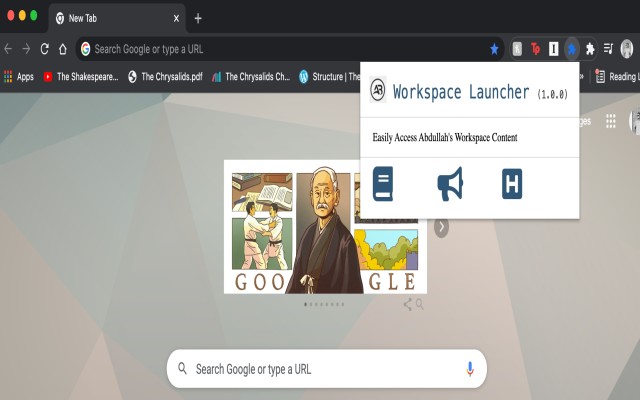 New Tab
Search Google or type a URL
Apps
The Shakespeare...
The Chrysalids.pdf
The Chrysalids Ch...
Structure | The
»
Reading L
AB
Workspace Launcher (1.0.0)
ges
Easily Access Abdullah's Workspace Content
H
GOO GLE
Search Google or type a URL